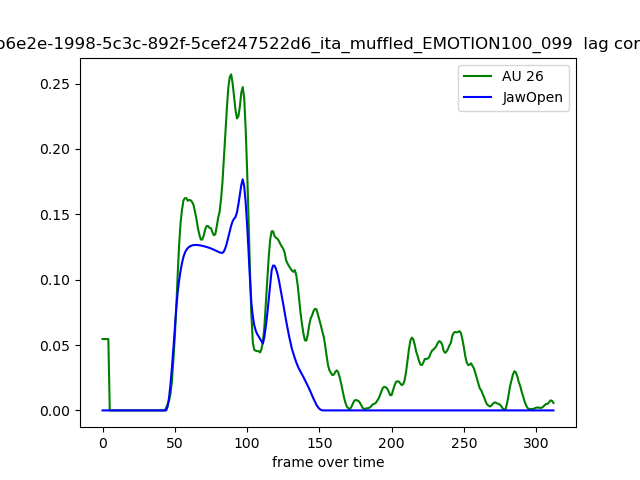 b6e2e-1998-5c3c-892f-5cef247522d6_ita_muffled_EMOTION100_099 lag cor
AU 26
JawOpen
0.25
0.20
0.15
0.10
0.05
0.00
0 50 100 150 200 250 300
frame over time